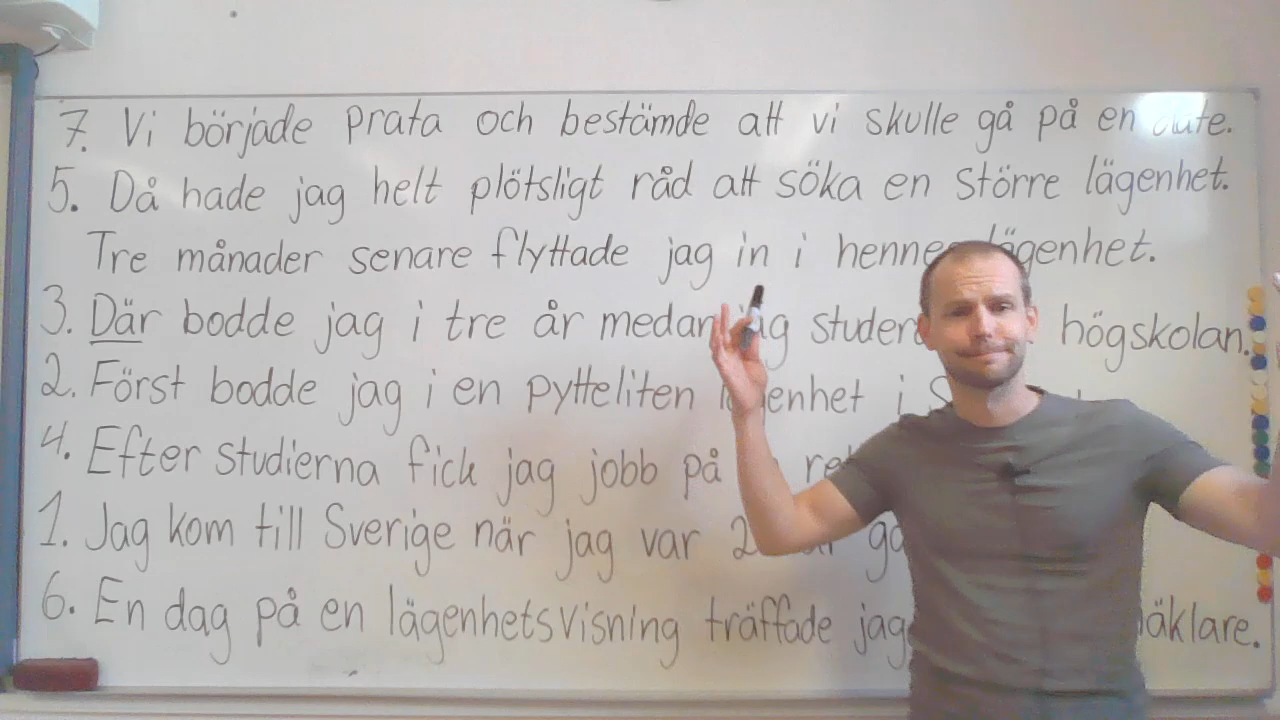 7. Vi började prata och bestämde att vi skulle gå på en date.
5. Då hade jag helt plötsligt råd att söka en större lägenhet.
Tre månader senare flyttade jag in i hennes lägenhet.
3. Där bodde jag i tre år medan jag studerade högskolan.
2. Först bodde jag i en pytteliten lägenhet i
4. Efter studierna fick jag jobb på
1. Jag kom till Sverige när jag var
6. En dag på en lägenhetsvisning träffade jag mäklare.